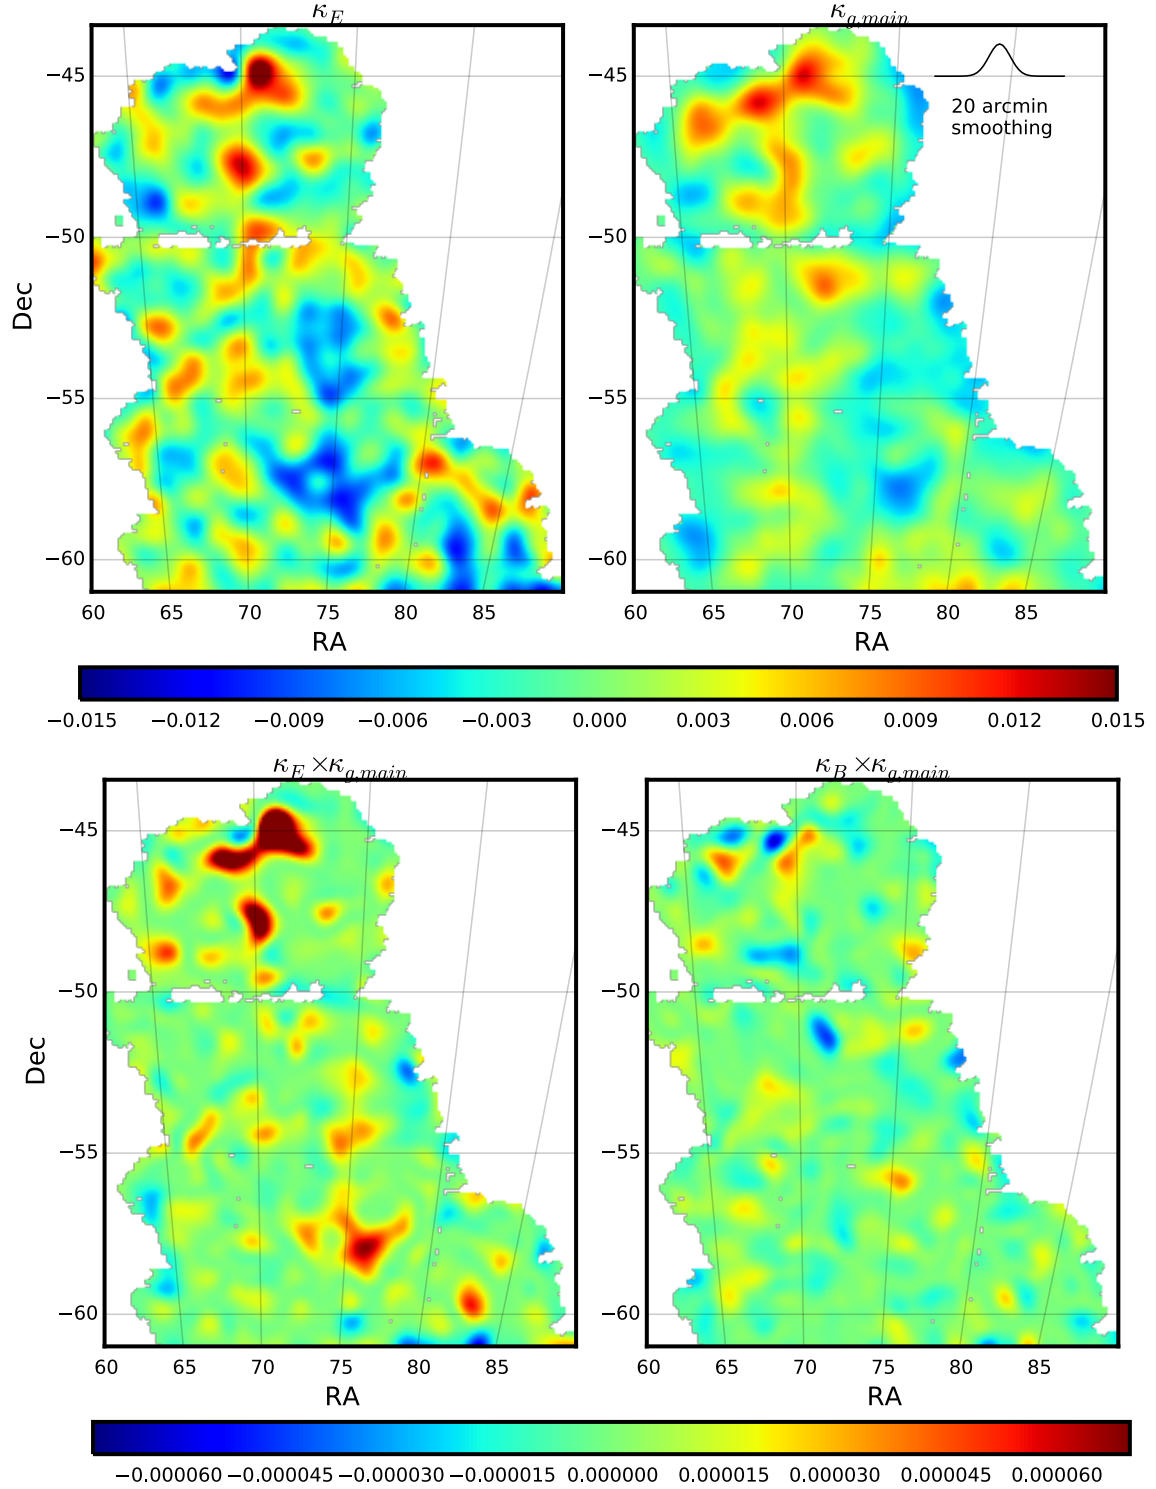 κ_E κ_{g,main}
−45 −45
20 arcmin
smoothing
−50 −50
Dec
−55 −55
−60 −60
60 65 70 75 80 85 60 65 70 75 80 85
RA RA
−0.015 −0.012 −0.009 −0.006 −0.003 0.000 0.003 0.006 0.009 0.012 0.015
κ_E ×κ_{g,main} κ_B ×κ_{g,main}
−45 −45
−50 −50
Dec
−55 −55
−60 −60
60 65 70 75 80 85 60 65 70 75 80 85
RA RA
−0.000060 −0.000045 −0.000030 −0.000015 0.000000 0.000015 0.000030 0.000045 0.000060